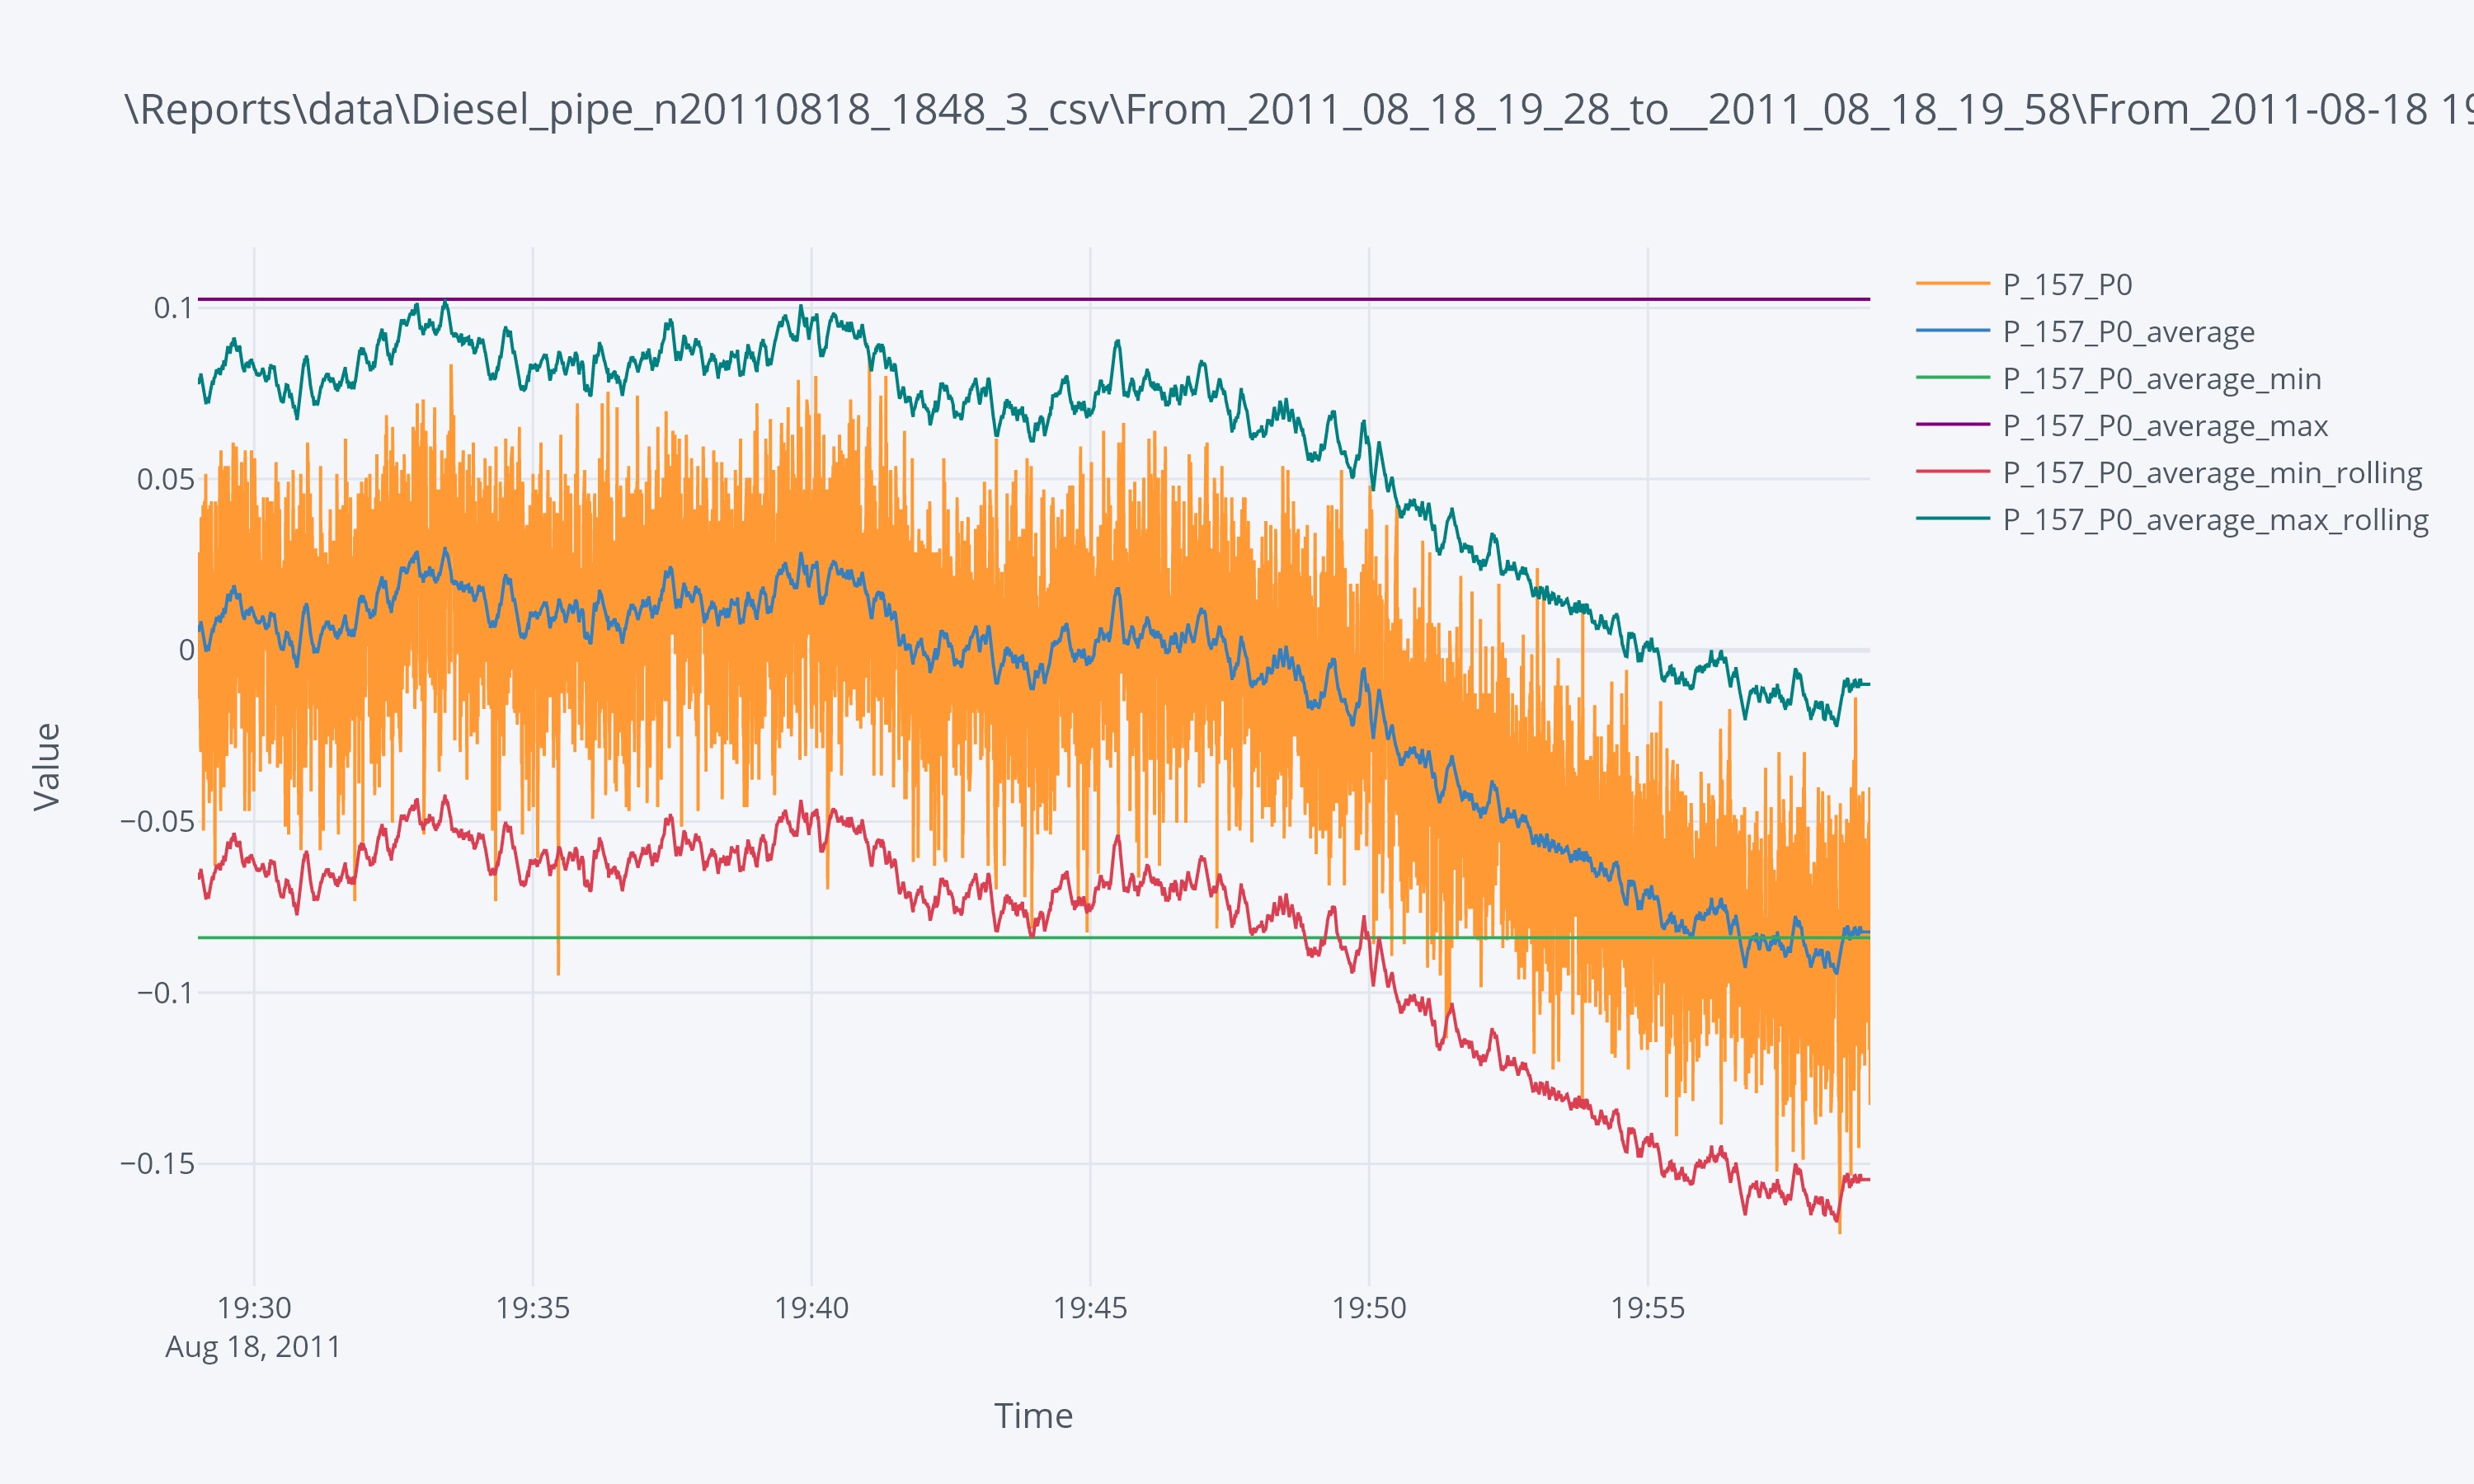 \Reports\data\Diesel_pipe_n20110818_1848_3_csv\From_2011_08_18_19_28_to__2011_08_18_19_58\From_2011-08-18 19
P_157_P0
P_157_P0_average
P_157_P0_average_min
P_157_P0_average_max
P_157_P0_average_min_rolling
P_157_P0_average_max_rolling
0.1
0.05
0
−0.05
−0.1
−0.15
Value
19:30
Aug 18, 2011
19:35
19:40
19:45
19:50
19:55
Time